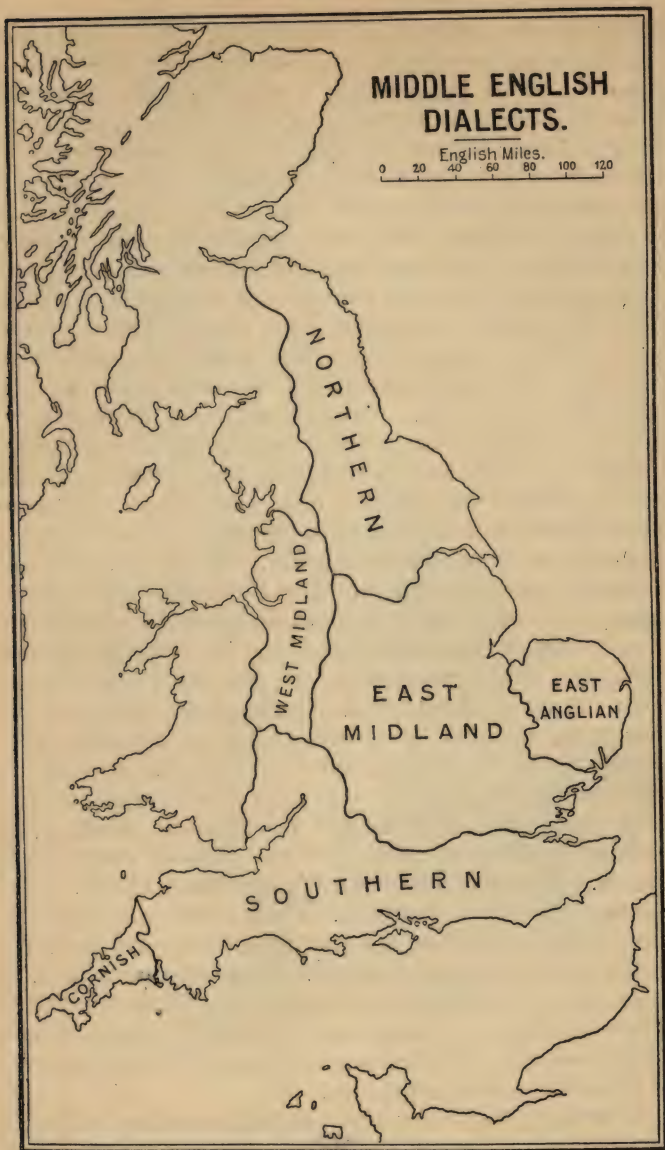 MIDDLE ENGLISH
DIALECTS.
English Miles.
0 20 40 60 80 100 120
NORTHERN
WEST MIDLAND
EAST
MIDLAND
EAST
ANGLIAN
SOUTHERN
CORNISH